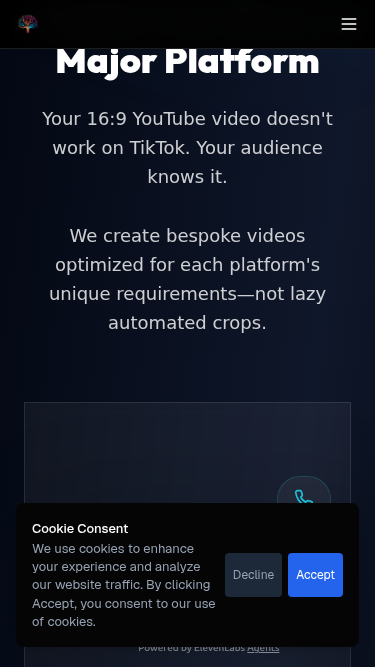 Major Platform
Your 16:9 YouTube video doesn't
work on TikTok. Your audience
knows it.
We create bespoke videos
optimized for each platform's
unique requirements—not lazy
automated crops.
Cookie Consent
We use cookies to enhance
your experience and analyze
our website traffic. By clicking
Accept, you consent to our use
of cookies.
Decline
Accept
Powered by ElevenLabs Agents